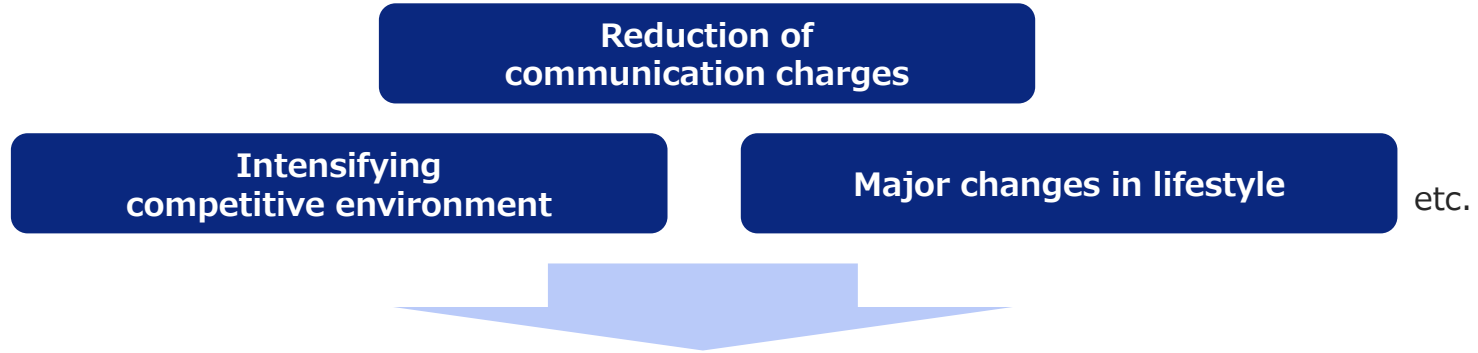 Reduction of
communication charges
Intensifying
competitive environment
Major changes in lifestyle
etc.